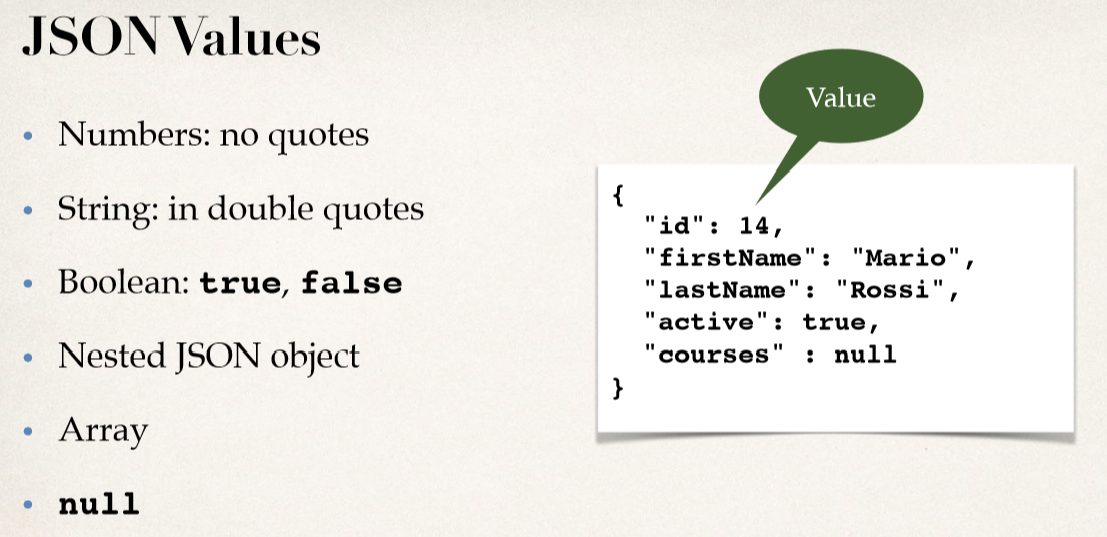 JSON Values
• Numbers: no quotes
• String: in double quotes
• Boolean: true, false
• Nested JSON object
• Array
• null
Value
{
"id": 14,
"firstName": "Mario",
"lastName": "Rossi",
"active": true,
"courses" : null
}